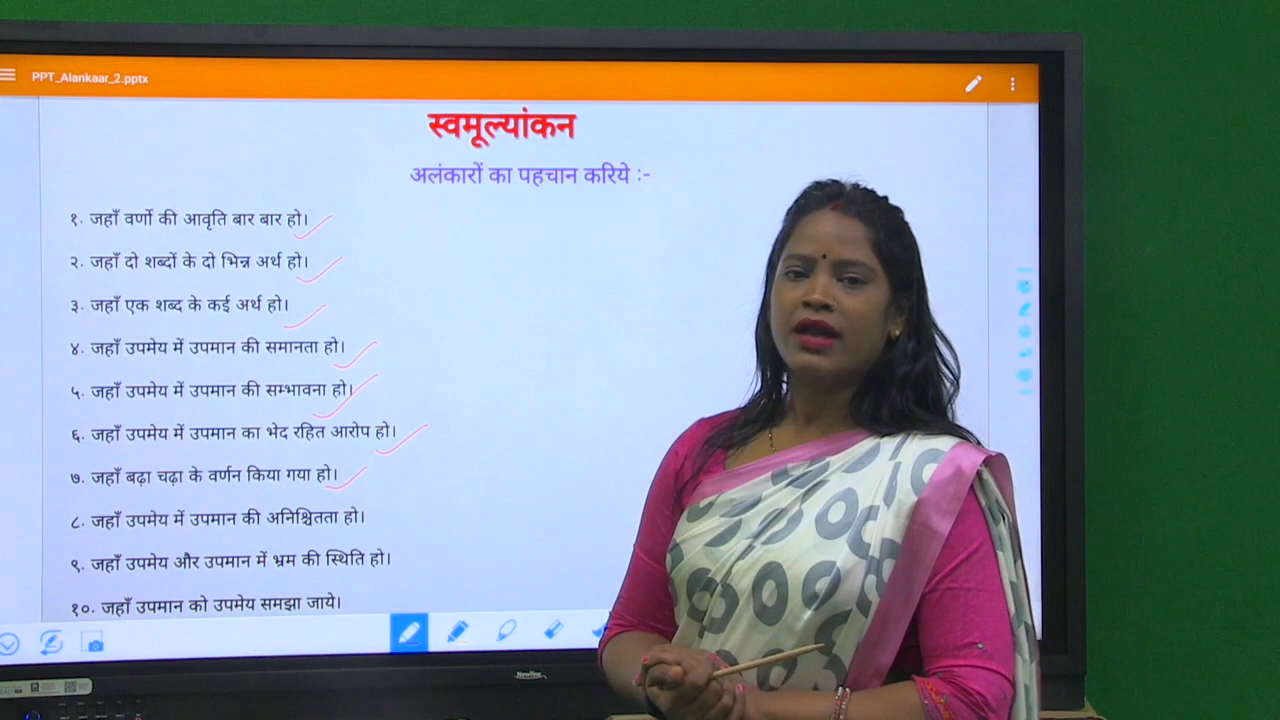 PPT_Alankaar_2.pptx
स्वमूल्यांकन
अलंकारों का पहचान करिये :-
१. जहाँ वर्णो की आवृति बार बार हो।
२. जहाँ दो शब्दों के दो भिन्न अर्थ हो।
३. जहाँ एक शब्द के कई अर्थ हो।
४. जहाँ उपमेय में उपमान की समानता हो।
५. जहाँ उपमेय में उपमान की सम्भावना हो।
६. जहाँ उपमेय में उपमान का भेद रहित आरोप हो।
७. जहाँ बढ़ा चढ़ा के वर्णन किया गया हो।
८. जहाँ उपमेय में उपमान की अनिश्चितता हो।
९. जहाँ उपमेय और उपमान में भ्रम की स्थिति हो।
१०. जहाँ उपमान को उपमेय समझा जाये।
Newline